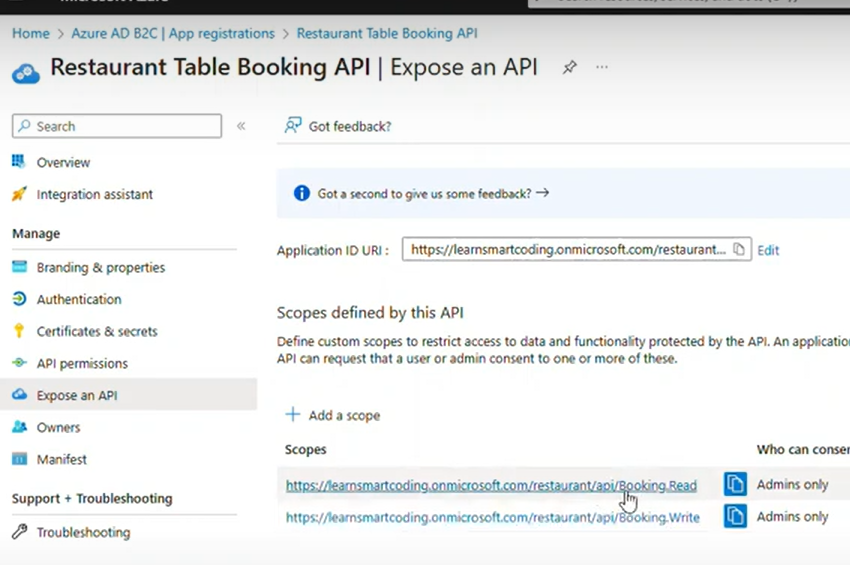 Microsoft Azure
Home > Azure AD B2C | App registrations > Restaurant Table Booking API
Restaurant Table Booking API | Expose an API
Search
Got feedback?
Overview
Integration assistant
Got a second to give us some feedback?
Manage
Application ID URI :
https://learnsmartcoding.onmicrosoft.com/restaurant...
Edit
Branding & properties
Authentication
Certificates & secrets
API permissions
Expose an API
Owners
Manifest
Support + Troubleshooting
Troubleshooting
Scopes defined by this API
Define custom scopes to restrict access to data and functionality protected by the API. An applicatio
API can request that a user or admin consent to one or more of these.
Add a scope
Scopes
Who can conse
https://learnsmartcoding.onmicrosoft.com/restaurant/api/Booking.Read
Admins only
https://learnsmartcoding.onmicrosoft.com/restaurant/api/Booking.Write
Admins only